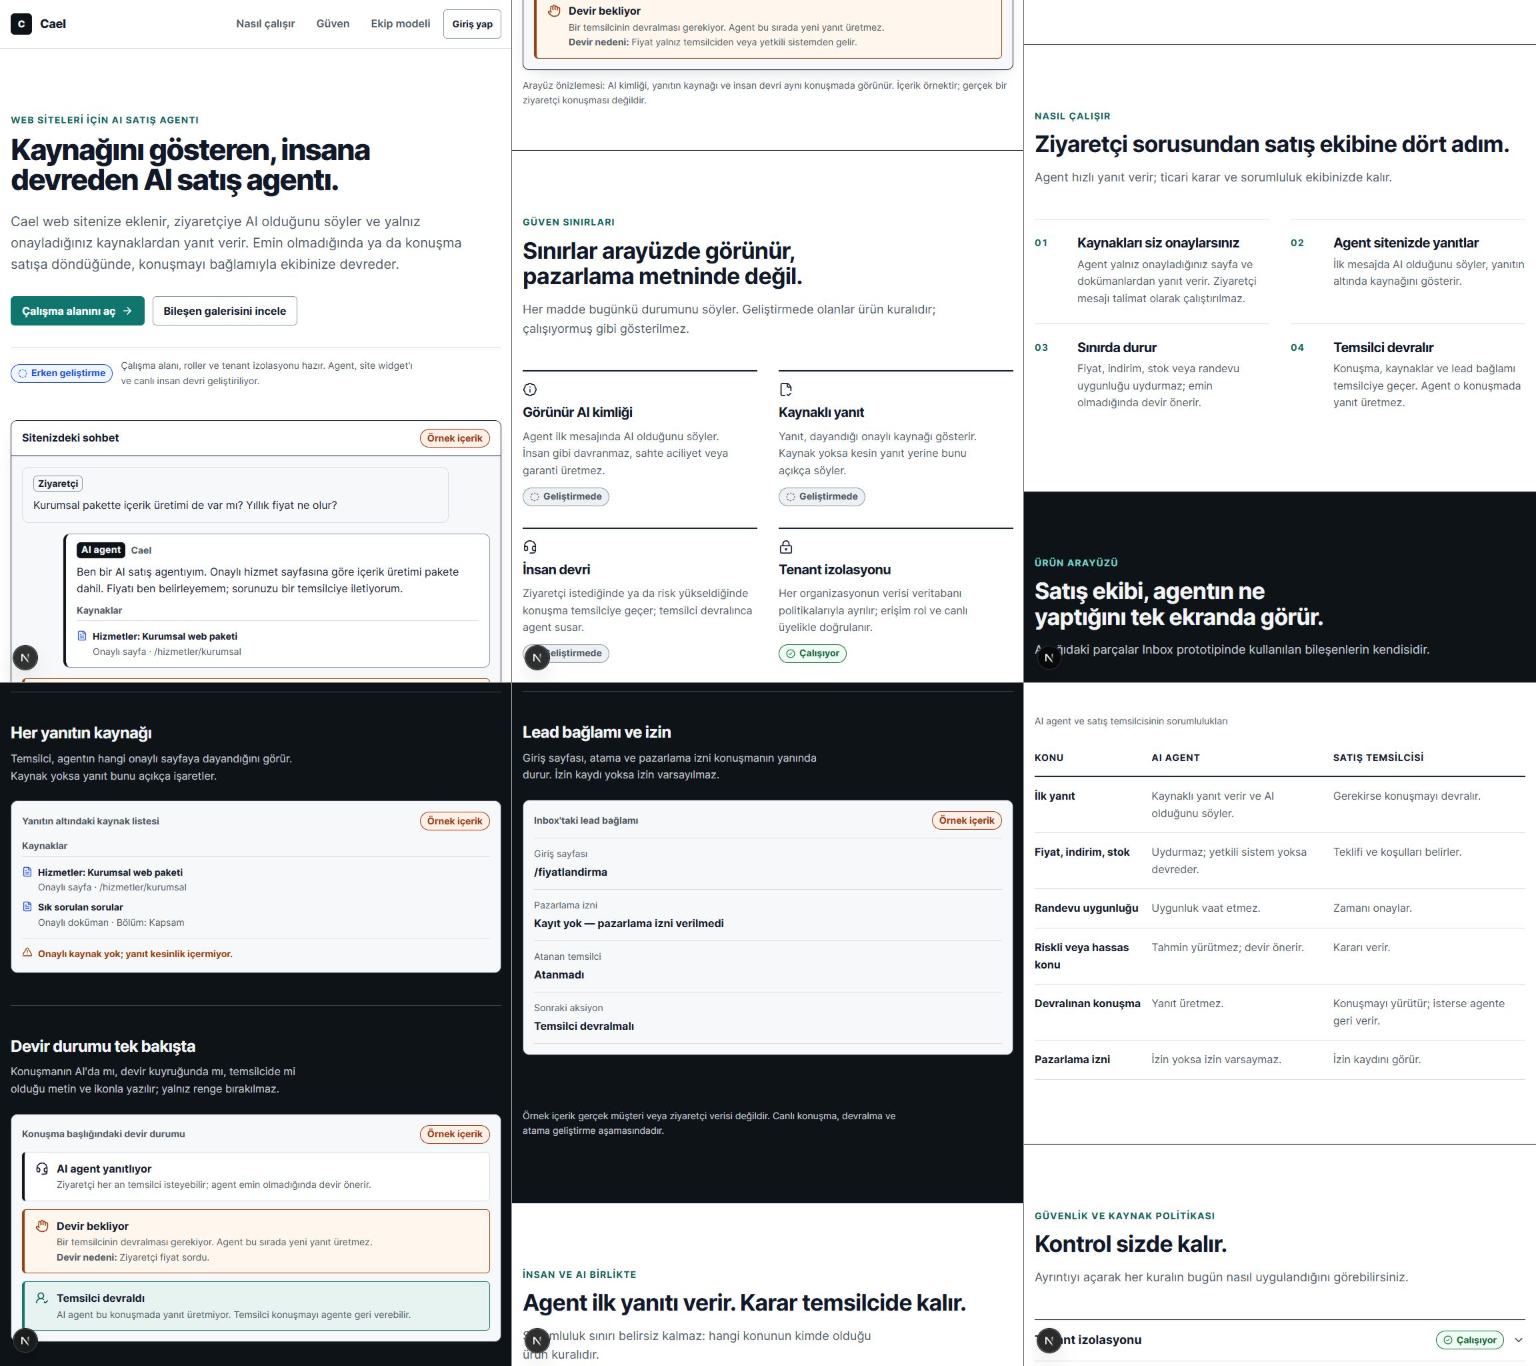 C Cael
Nasıl çalışır
Güven
Ekip modeli
Giriş yap
WEB SİTELERİ İÇİN AI SATIŞ AGENTI
Kaynağını gösteren, insana
devreden AI satış agentı.
Cael web sitenize eklenir, ziyaretçiye AI olduğunu söyler ve yalnız
onayladığınız kaynaklardan yanıt verir. Emin olmadığında ya da konuşma
satışa döndüğünde, konuşmayı bağlamıyla ekibinize devreder.
Çalışma alanını aç →
Bileşen galerisini incele
Erken geliştirme
Çalışma alanı, roller ve tenant izolasyonu hazır. Agent, site widget'ı
ve canlı insan devri geliştiriliyor.
Sitenizdeki sohbet
Örnek içerik
Ziyaretçi
Kurumsal pakette içerik üretimi de var mı? Yıllık fiyat ne olur?
AI agent Cael
Ben bir AI satış agentıyım. Onaylı hizmet sayfasına göre içerik üretimi pakete
dahil. Fiyatı ben belirleyemem; sorunuzu bir temsilciye iletiyorum.
Kaynaklar
Hizmetler: Kurumsal web paketi
Onaylı sayfa · /hizmetler/kurumsal
N
Devir bekliyor
Bir temsilcinin devralması gerekiyor. Agent bu sırada yeni yanıt üretmez.
Devir nedeni: Fiyat yalnız temsilciden veya yetkili sistemden gelir.
Arayüz önizlemesi: AI kimliği, yanıtın kaynağı ve insan devri aynı konuşmada görünür. İçerik örnektir; gerçek bir
ziyaretçi konuşması değildir.
GÜVEN SINIRLARI
Sınırlar arayüzde görünür,
pazarlama metninde değil.
Her madde bugünkü durumunu söyler. Geliştirmede olanlar ürün kuralıdır;
çalışıyormuş gibi gösterilmez.
Görünür AI kimliği
Agent ilk mesajında AI olduğunu söyler.
İnsan gibi davranmaz, sahte aciliyet veya
garanti üretmez.
Geliştirmede
Kaynaklı yanıt
Yanıt, dayandığı onaylı kaynağı gösterir.
Kaynak yoksa kesin yanıt yerine bunu
açıkça söyler.
Geliştirmede
İnsan devri
Ziyaretçi istediğinde ya da risk yükseldiğinde
konuşma temsilciye geçer; temsilci devralınca
agent susar.
eliştirmede
N
Tenant izolasyonu
Her organizasyonun verisi veritabanı
politikalarıyla ayrılır; erişim rol ve canlı
üyelikle doğrulanır.
Çalışıyor
NASIL ÇALIŞIR
Ziyaretçi sorusundan satış ekibine dört adım.
Agent hızlı yanıt verir; ticari karar ve sorumluluk ekibinizde kalır.
01 Kaynakları siz onaylarsınız
Agent yalnız onayladığınız sayfa ve
dokümanlardan yanıt verir. Ziyaretçi
mesajı talimat olarak çalıştırılmaz.
02 Agent sitenizde yanıtlar
İlk mesajda AI olduğunu söyler, yanıtın
altında kaynağını gösterir.
03 Sınırda durur
Fiyat, indirim, stok veya randevu
uygunluğu uydurmaz; emin
olmadığında devir önerir.
04 Temsilci devralır
Konuşma, kaynaklar ve lead bağlamı
temsilciye geçer. Agent o konuşmada
yanıt üretmez.
ÜRÜN ARAYÜZÜ
Satış ekibi, agentın ne
yaptığını tek ekranda görür.
A ğıdaki parçalar Inbox prototipinde kullanılan bileşenlerin kendisidir.
N
Her yanıtın kaynağı
Temsilci, agentın hangi onaylı sayfaya dayandığını görür.
Kaynak yoksa yanıt bunu açıkça işaretler.
Yanıtın altındaki kaynak listesi
Örnek içerik
Kaynaklar
Hizmetler: Kurumsal web paketi
Onaylı sayfa · /hizmetler/kurumsal
Sık sorulan sorular
Onaylı doküman · Bölüm: Kapsam
Onaylı kaynak yok; yanıt kesinlik içermiyor.
Devir durumu tek bakışta
Konuşmanın AI'da mı, devir kuyruğunda mı, temsilcide mi
olduğu metin ve ikonla yazılır; yalnız renge bırakılmaz.
Konuşma başlığındaki devir durumu
Örnek içerik
AI agent yanıtlıyor
Ziyaretçi her an temsilci isteyebilir; agent emin olmadığında devir önerir.
Devir bekliyor
Bir temsilcinin devralması gerekiyor. Agent bu sırada yeni yanıt üretmez.
Devir nedeni: Ziyaretçi fiyat sordu.
Temsilci devraldı
AI agent bu konuşmada yanıt üretmiyor. Temsilci konuşmayı agente geri verebilir.
N
Lead bağlamı ve izin
Giriş sayfası, atama ve pazarlama izni konuşmanın yanında
durur. İzin kaydı yoksa izin varsayılmaz.
Inbox'taki lead bağlamı
Örnek içerik
Giriş sayfası
/fiyatlandirma
Pazarlama izni
Kayıt yok — pazarlama izni verilmedi
Atanan temsilci
Atanmadı
Sonraki aksiyon
Temsilci devralmalı
Örnek içerik gerçek müşteri veya ziyaretçi verisi değildir. Canlı konuşma, devralma ve
atama geliştirme aşamasındadır.
İNSAN VE AI BİRLİKTE
Agent ilk yanıtı verir. Karar temsilcide kalır.
S mluluk sınırı belirsiz kalmaz: hangi konunun kimde olduğu
ürün kuralıdır.
N
AI agent ve satış temsilcisinin sorumlulukları
KONU
AI AGENT
SATIŞ TEMSİLCİSİ
İlk yanıt
Kaynaklı yanıt verir ve AI
olduğunu söyler.
Gerekirse konuşmayı devralır.
Fiyat, indirim, stok
Uydurmaz; yetkili sistem yoksa
devreder.
Teklifi ve koşulları belirler.
Randevu uygunluğu
Uygunluk vaat etmez.
Zamanı onaylar.
Riskli veya hassas
konu
Tahmin yürütmez; devir önerir.
Kararı verir.
Devralınan konuşma
Yanıt üretmez.
Konuşmayı yürütür; isterse agente
geri verir.
Pazarlama izni
İzin yoksa izin varsaymaz.
İzin kaydını görür.
GÜVENLİK VE KAYNAK POLİTİKASI
Kontrol sizde kalır.
Ayrıntıyı açarak her kuralın bugün nasıl uygulandığını görebilirsiniz.
N
nt izolasyonu
Çalışıyor